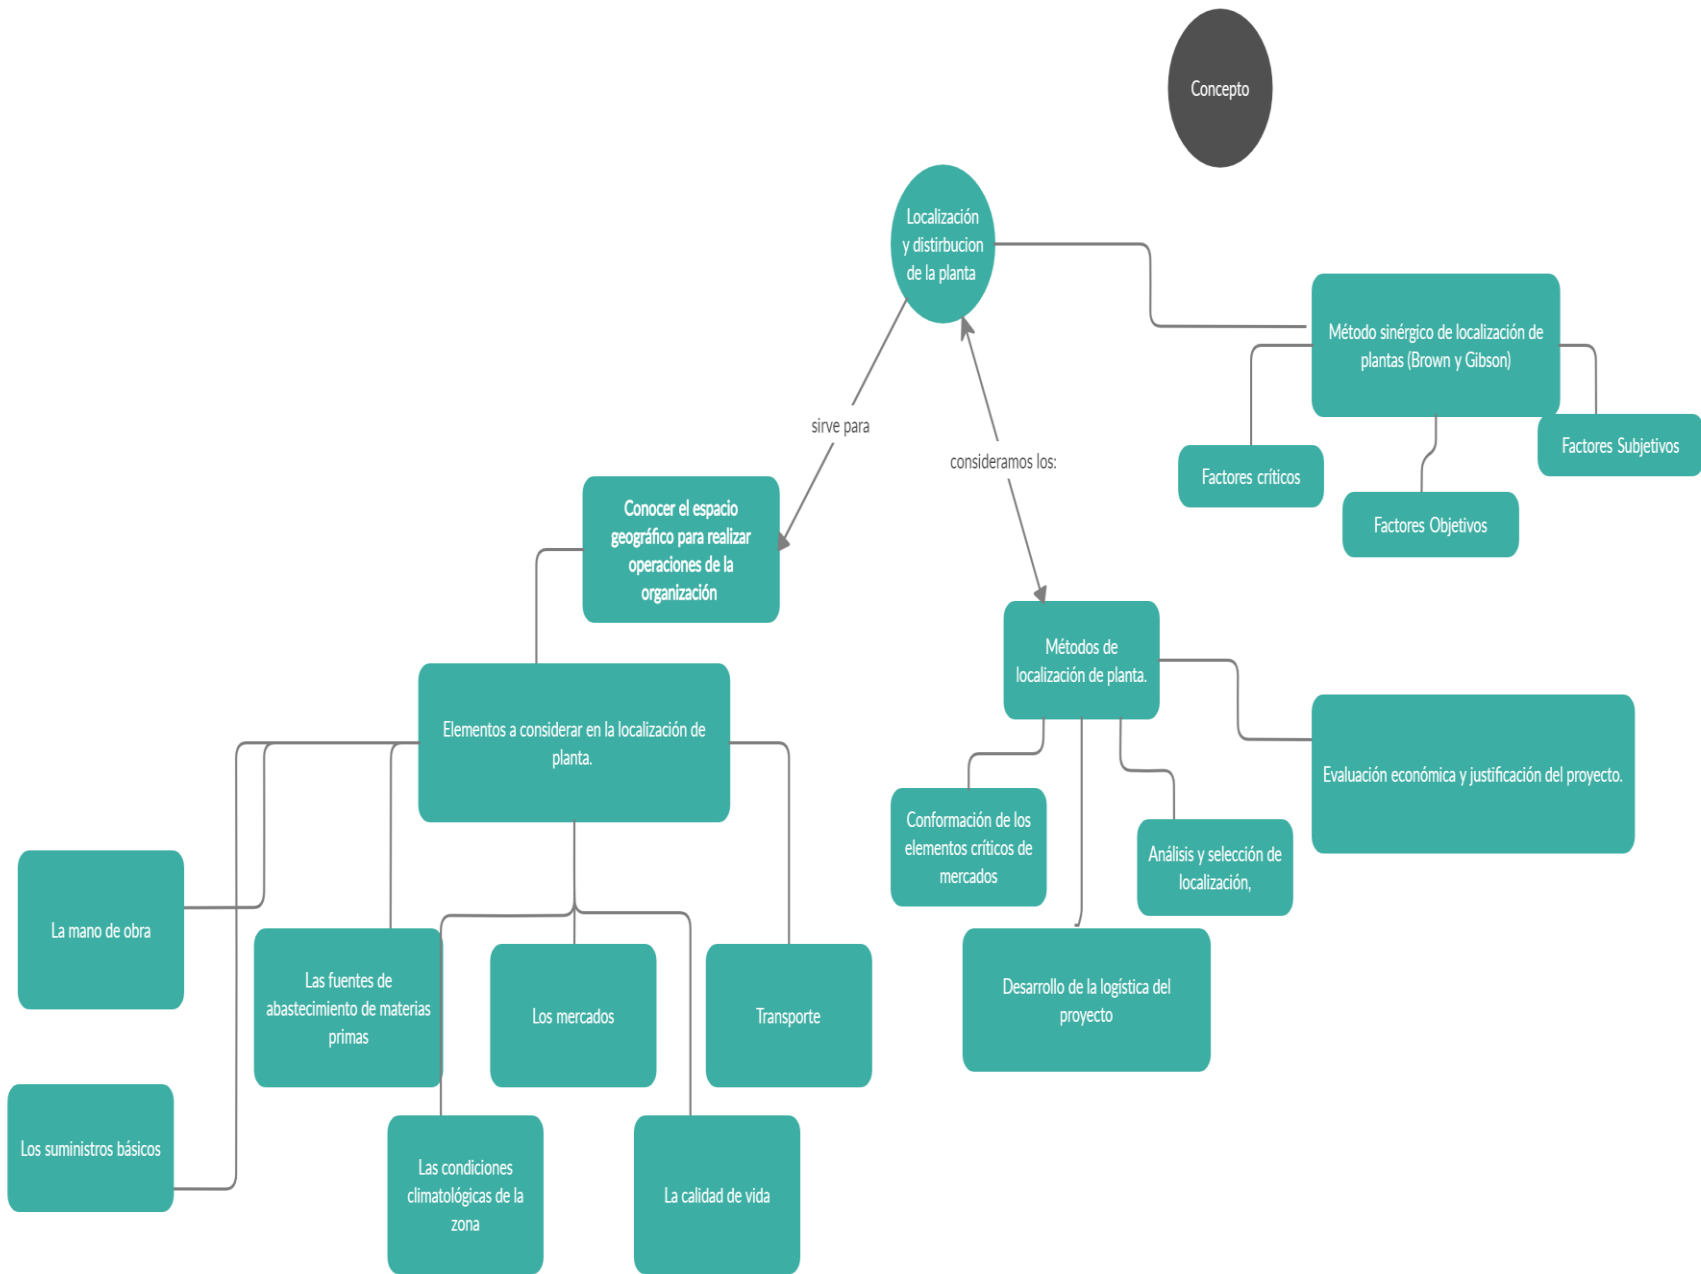 Concepto
Localización
y distirbucion
de la planta
Método sinérgico de localización de
plantas (Brown y Gibson)
sirve para
consideramos los:
Factores críticos
Factores Subjetivos
Factores Objetivos
Conocer el espacio
geográfico para realizar
operaciones de la
organización
Métodos de
localización de planta.
Elementos a considerar en la localización de
planta.
Evaluación económica y justificación del proyecto.
Conformación de los
elementos críticos de
mercados
Análisis y selección de
localización,
Desarrollo de la logística del
proyecto
La mano de obra
Las fuentes de
abastecimiento de materias
primas
Los mercados
Transporte
Los suministros básicos
Las condiciones
climatológicas de la
zona
La calidad de vida